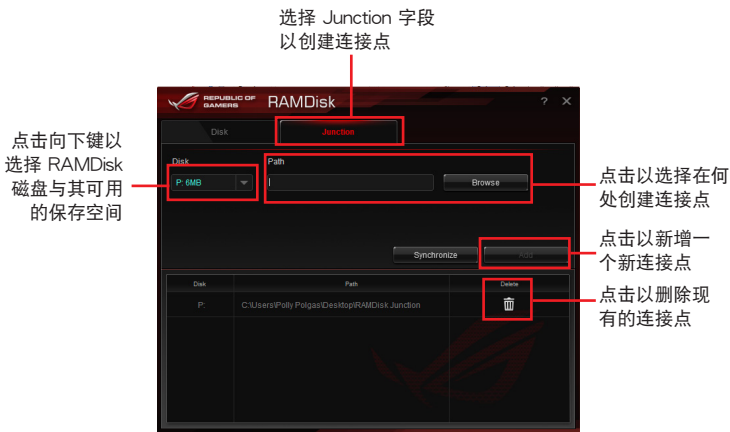 选择 Junction 字段
以创建连接点
REPUBLIC OF
GAMERS
RAMDisk
? ×
Disk
Junction
点击向下键以
选择 RAMDisk
磁盘与其可用
的保存空间
Disk
Path
P: 6MB
Browse
点击以选择在何
处创建连接点
Synchronize
Add
点击以新增一
个新连接点
Disk
Path
Delete
P:
C:\Users\Polly Polgas\Desktop\RAMDisk Junction
点击以删除现
有的连接点